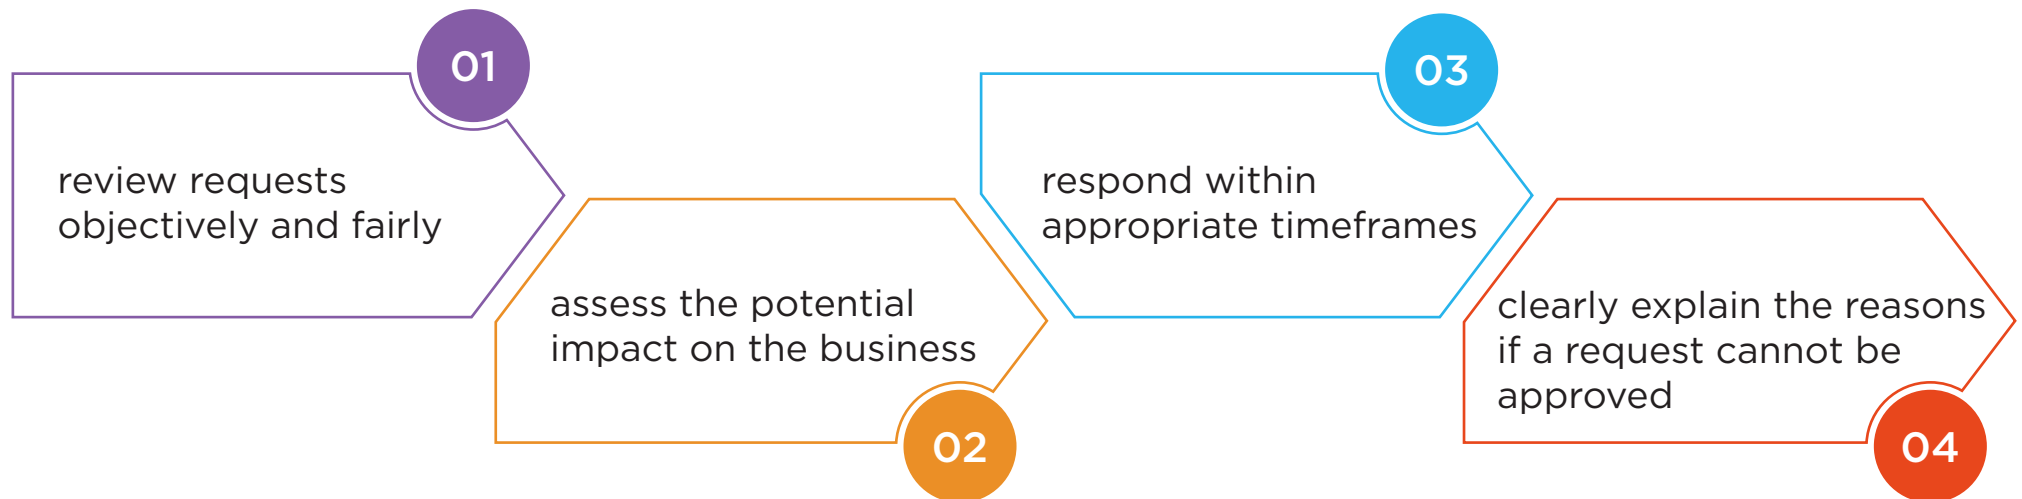 01
review requests
objectively and fairly
assess the potential
impact on the business
02
03
respond within
appropriate timeframes
clearly explain the reasons
if a request cannot be
approved
04